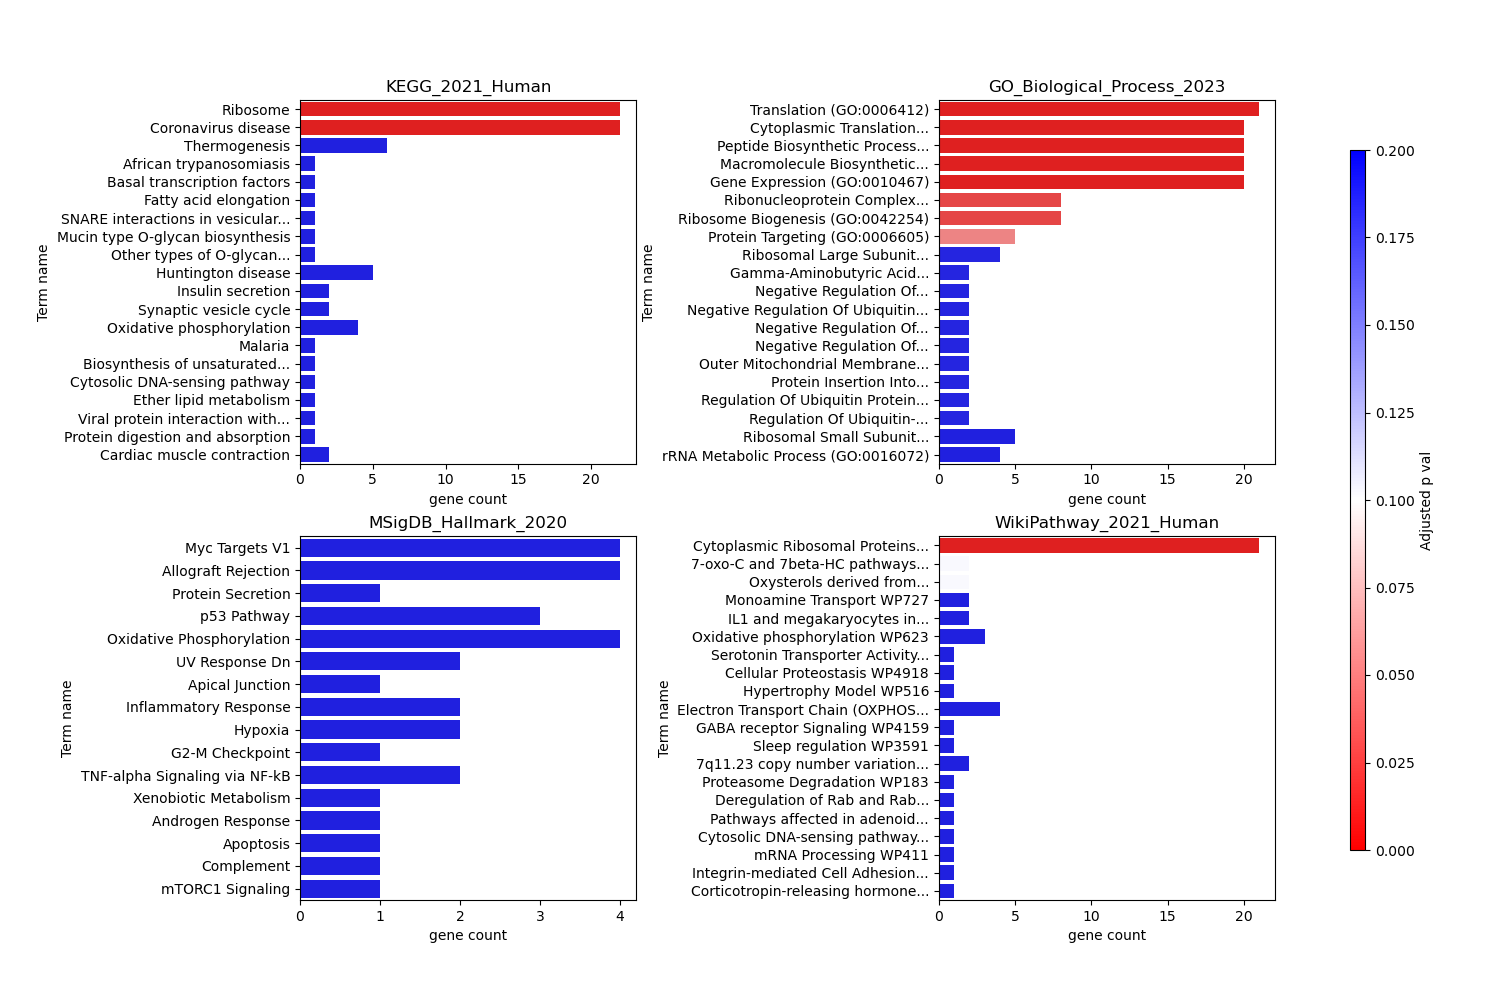 KEGG_2021_Human
Term name
Ribosome
Coronavirus disease
Thermogenesis
African trypanosomiasis
Basal transcription factors
Fatty acid elongation
SNARE interactions in vesicular...
Mucin type O-glycan biosynthesis
Other types of O-glycan...
Huntington disease
Insulin secretion
Synaptic vesicle cycle
Oxidative phosphorylation
Malaria
Biosynthesis of unsaturated...
Cytosolic DNA-sensing pathway
Ether lipid metabolism
Viral protein interaction with...
Protein digestion and absorption
Cardiac muscle contraction
0 5 10 15 20
gene count
GO_Biological_Process_2023
Term name
Translation (GO:0006412)
Cytoplasmic Translation...
Peptide Biosynthetic Process...
Macromolecule Biosynthetic...
Gene Expression (GO:0010467)
Ribonucleoprotein Complex...
Ribosome Biogenesis (GO:0042254)
Protein Targeting (GO:0006605)
Ribosomal Large Subunit...
Gamma-Aminobutyric Acid...
Negative Regulation Of...
Negative Regulation Of Ubiquitin...
Negative Regulation Of...
Negative Regulation Of...
Outer Mitochondrial Membrane...
Protein Insertion Into...
Regulation Of Ubiquitin Protein...
Regulation Of Ubiquitin-...
Ribosomal Small Subunit...
rRNA Metabolic Process (GO:0016072)
0 5 10 15 20
gene count
MSigDB_Hallmark_2020
Term name
Myc Targets V1
Allograft Rejection
Protein Secretion
p53 Pathway
Oxidative Phosphorylation
UV Response Dn
Apical Junction
Inflammatory Response
Hypoxia
G2-M Checkpoint
TNF-alpha Signaling via NF-kB
Xenobiotic Metabolism
Androgen Response
Apoptosis
Complement
mTORC1 Signaling
0 1 2 3 4
gene count
WikiPathway_2021_Human
Term name
Cytoplasmic Ribosomal Proteins...
7-oxo-C and 7beta-HC pathways...
Oxysterols derived from...
Monoamine Transport WP727
IL1 and megakaryocytes in...
Oxidative phosphorylation WP623
Serotonin Transporter Activity...
Cellular Proteostasis WP4918
Hypertrophy Model WP516
Electron Transport Chain (OXPHOS...
GABA receptor Signaling WP4159
Sleep regulation WP3591
7q11.23 copy number variation...
Proteasome Degradation WP183
Deregulation of Rab and Rab...
Pathways affected in adenoid...
Cytosolic DNA-sensing pathway...
mRNA Processing WP411
Integrin-mediated Cell Adhesion...
Corticotropin-releasing hormone...
0 5 10 15 20
gene count
0.200
0.175
0.150
0.125
0.100
0.075
0.050
0.025
0.000
Adjusted p val